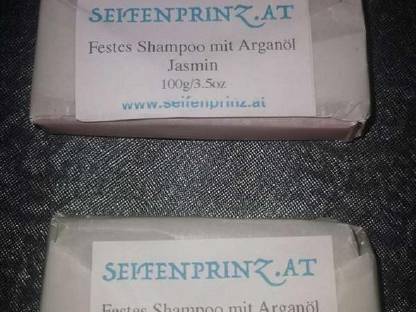 SEIFENPRINZ.AT
Festes Shampoo mit Arganöl
Jasmin
100g/3.5oz
www.seifenprinz.at
SEIFENPRINZ.AT
Festes Shampoo mit Arganöl